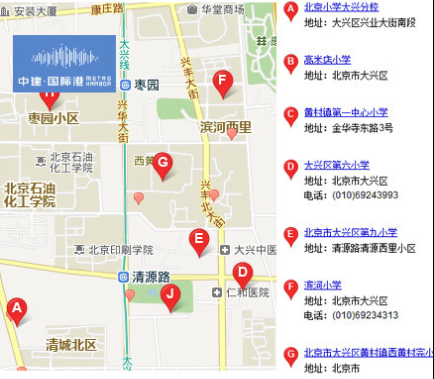 康庄路
安装大厦
华堂商场
大兴线
兴丰大街
中建·国际港 METRO HARBOR
枣园
F
H
枣园小区
兴华大街
滨河西里
北京石油
化工学院
西黄
G
北京石油
化工学院
兴丰北大街
E
北京印刷学院
大兴中医
清源路
D
J
仁和医院
A
清城北区
大兴
A
北京小学大兴分校
地址: 大兴区兴业大街南段
B
高米店小学
地址: 北京市大兴区
C
黄村镇第一中心小学
地址: 金华寺东路3号
D
大兴区第六小学
地址: 北京市大兴区
电话: (010)69243993
E
北京市大兴区第九小学
地址: 清源路清源西里小区
F
滨河小学
地址: 北京市大兴区
电话: (010)69234313
G
北京市大兴区黄村镇西黄村完小
地址: 北京市